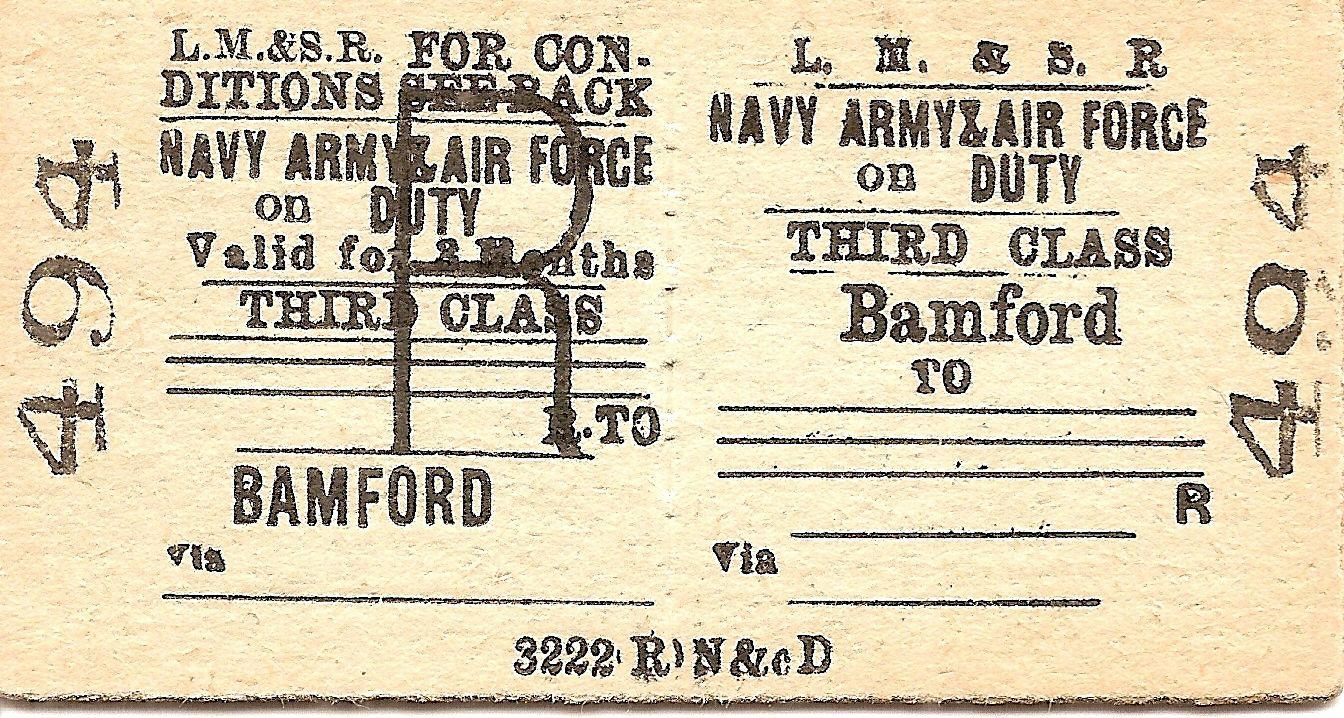 L.M.&S.R. FOR CON-
DITIONS SEE BACK
NAVY ARMY & AIR FORCE
on DUTY
Valid for 3 Months
THIRD CLASS
R.TO
BAMFORD
Via
R
494
L. M. & S. R
NAVY ARMY & AIR FORCE
on DUTY
THIRD CLASS
Bamford
TO
R
Via
494
3222(R) N&cD